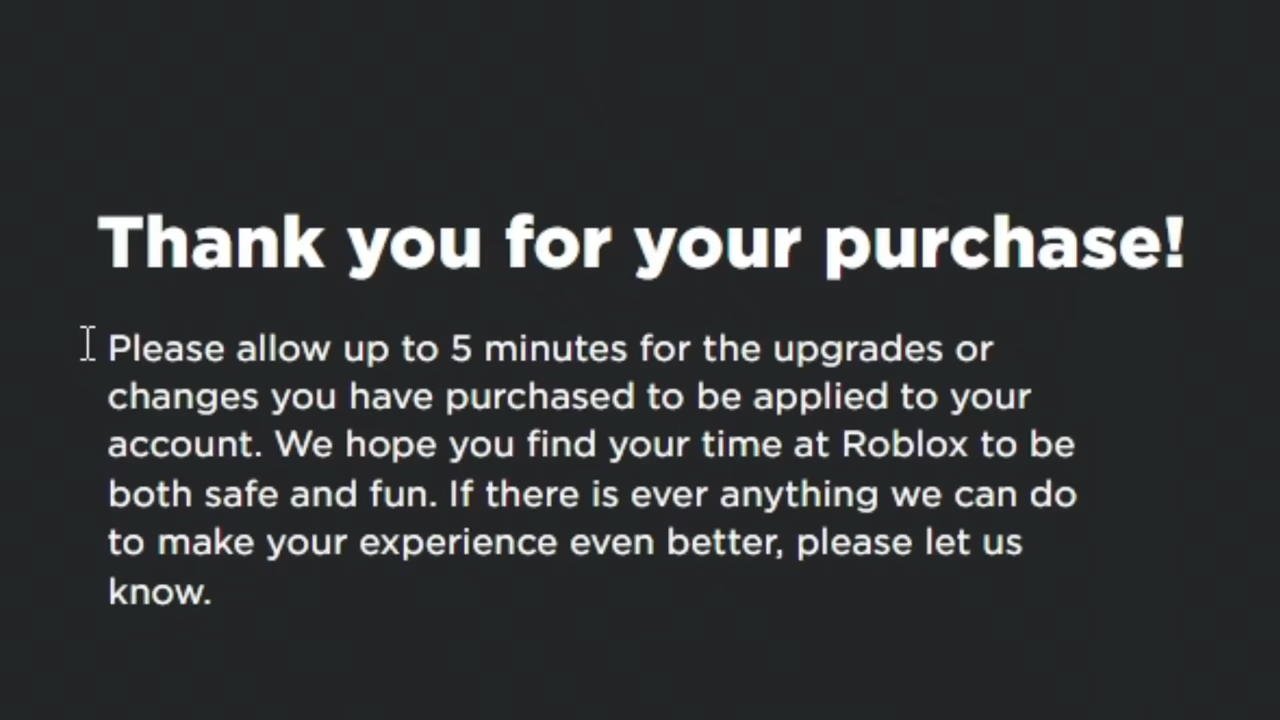 Thank you for your purchase!
Please allow up to 5 minutes for the upgrades or
changes you have purchased to be applied to your
account. We hope you find your time at Roblox to be
both safe and fun. If there is ever anything we can do
to make your experience even better, please let us
know.